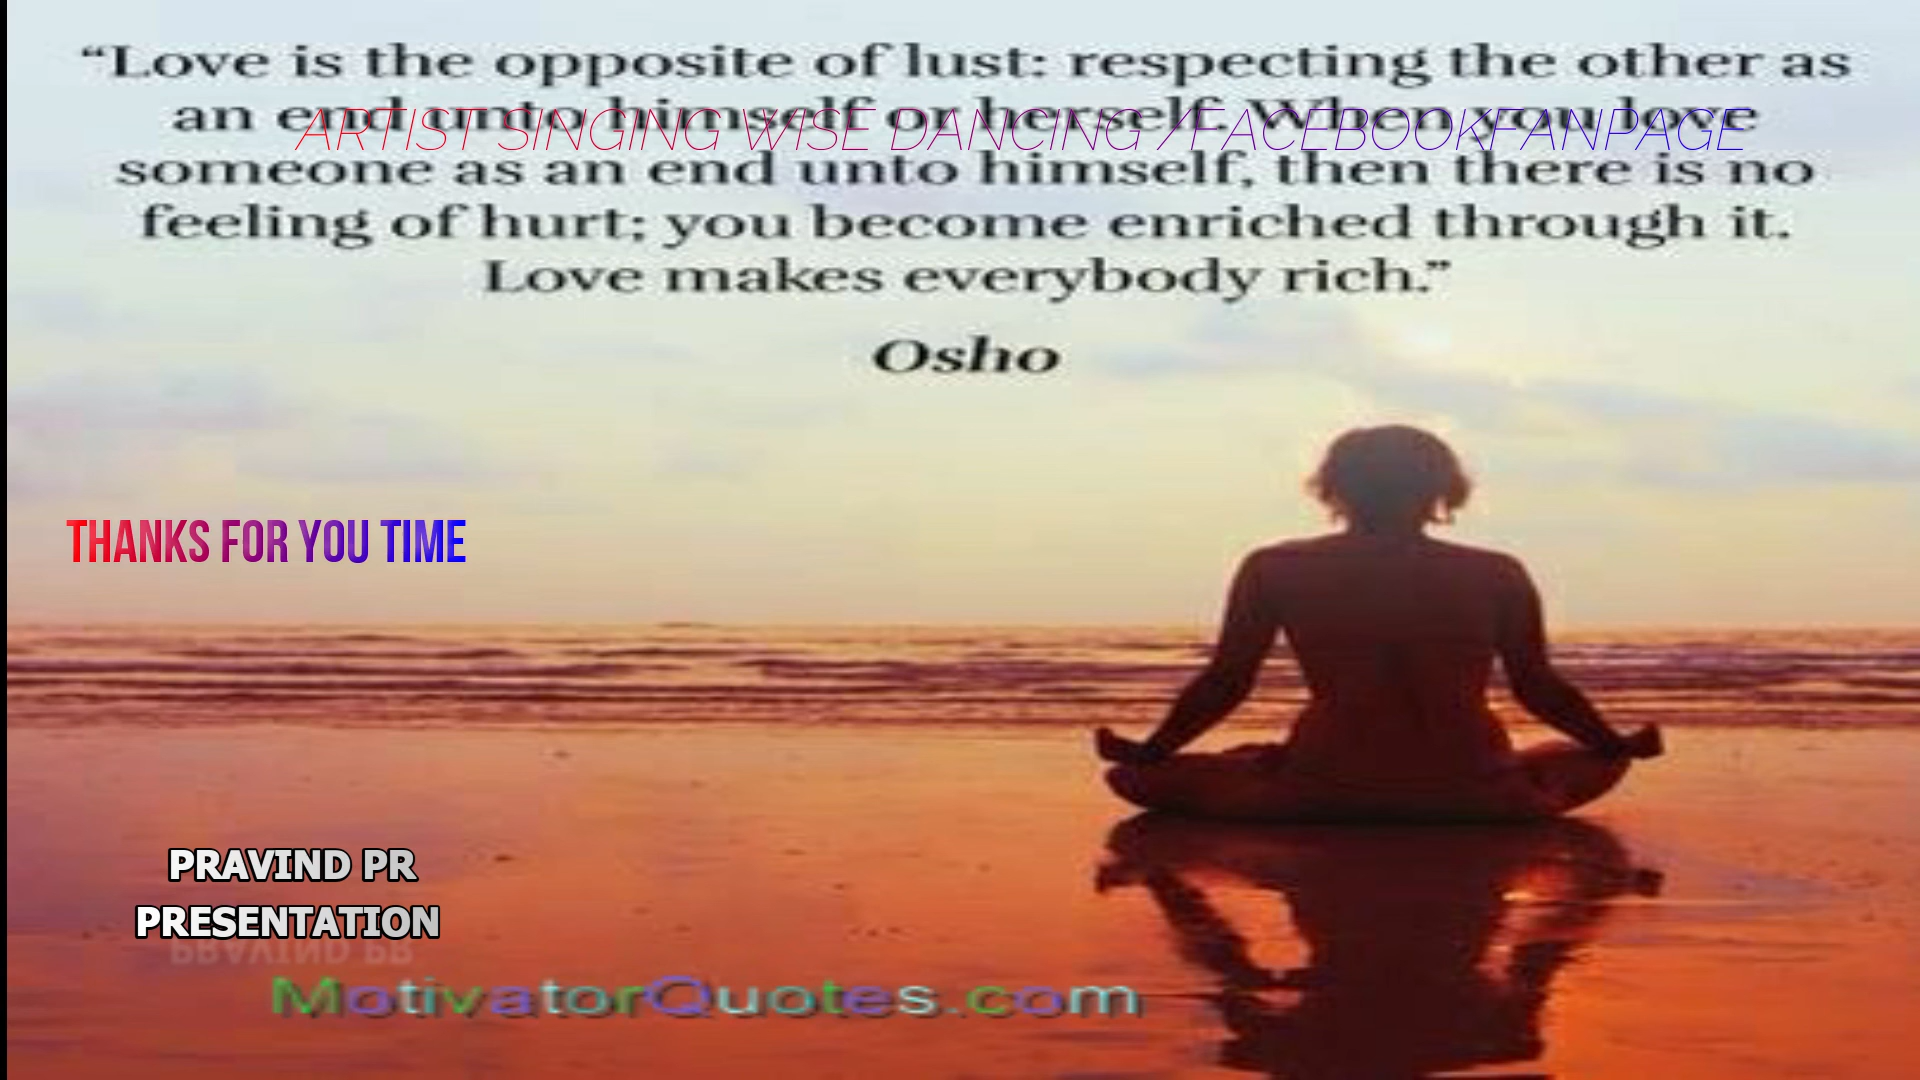 “Love is the opposite of lust: respecting the other as
an end unto himself or herself. When you love
ARTIST SINGING WISE DANCING /FACEBOOKFANPAGE
someone as an end unto himself, then there is no
feeling of hurt; you become enriched through it.
Love makes everybody rich.”
Osho
THANKS FOR YOU TIME
PRAVIND PR
PRESENTATION
MotivatorQuotes.com